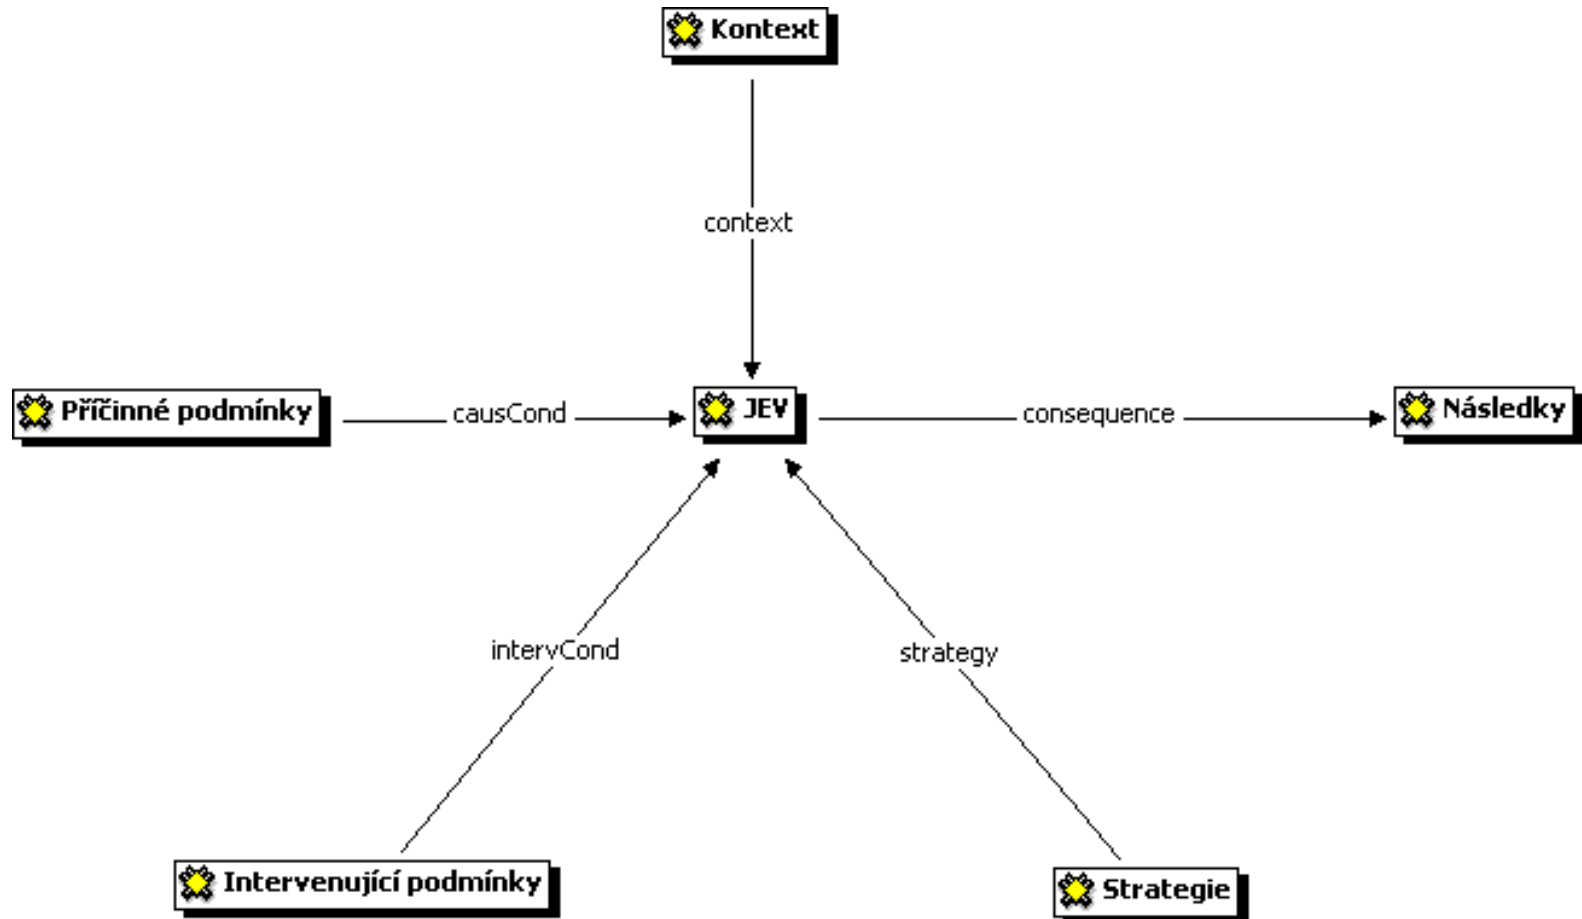 Kontext
context
Příčinné podmínky
causCond
JEV
consequence
Následky
intervCond
strategy
Intervenující podmínky
Strategie